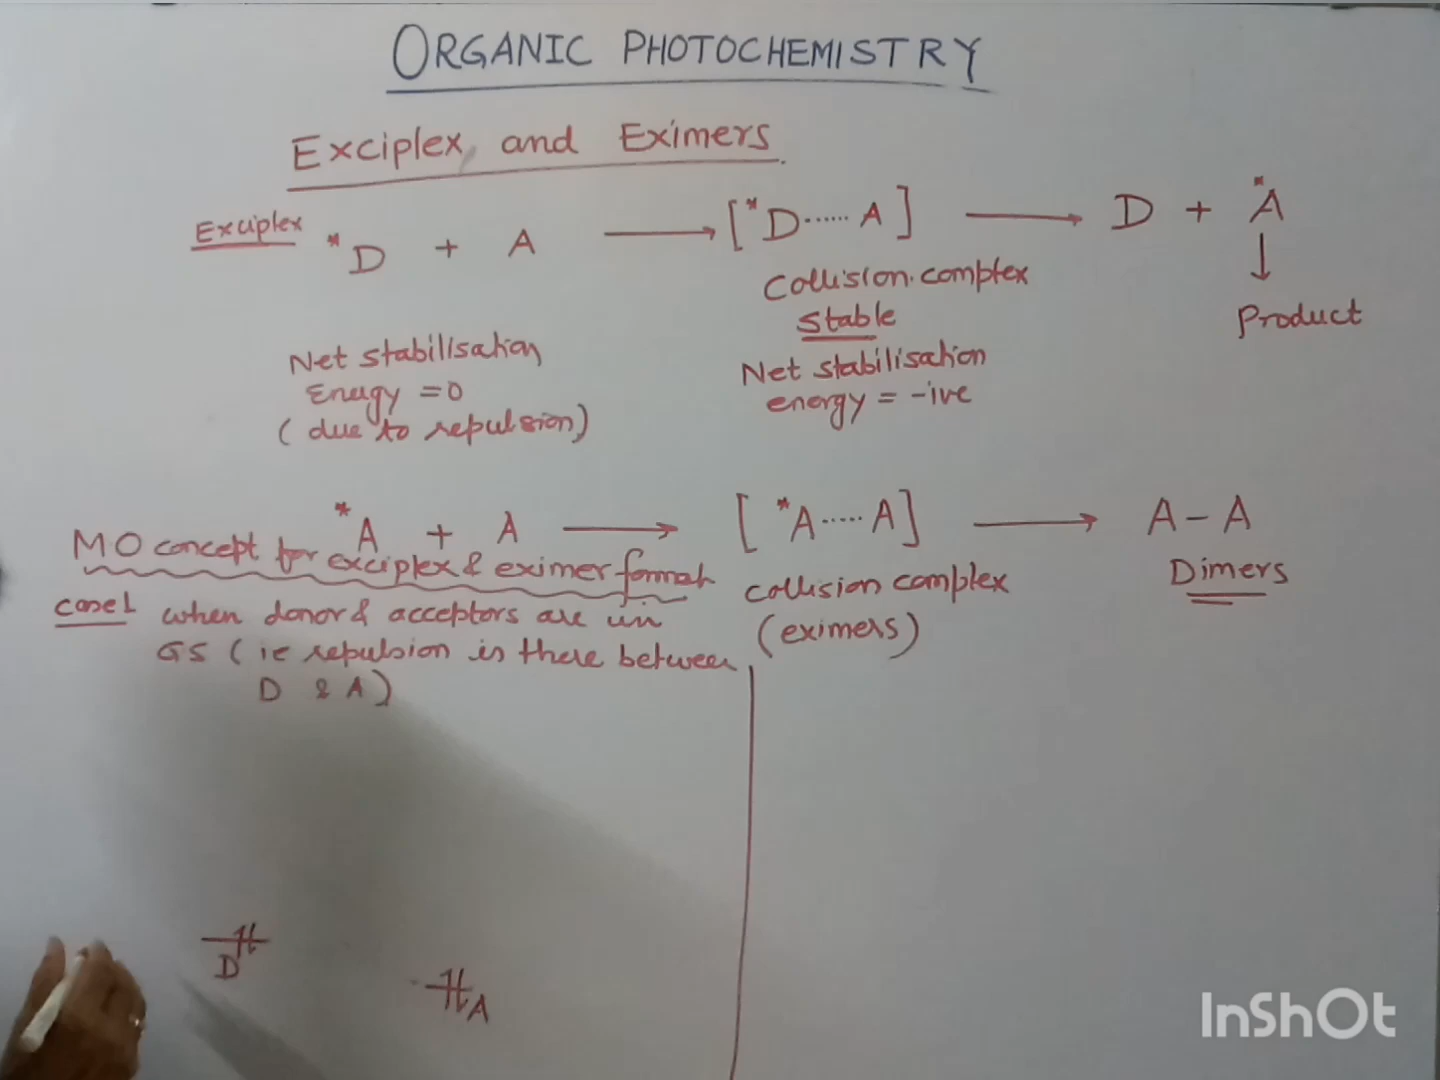 ORGANIC PHOTOCHEMISTRY
Exciplex and Eximers
Exciplex *D + A ⟶ [*D......A] ⟶ D + *A
↓
Collision complex
Stable
Product
Net stabilisation
Energy = 0
(due to repulsion)
Net stabilisation
energy = -ive
*A + A ⟶ [*A.....A] ⟶ A-A
Dimers
collision complex
(eximers)
MO concept for exciplex & eximer format
case1 when donor & acceptors are in
GS (ie repulsion is there between
D & A)
D
A
InShOt